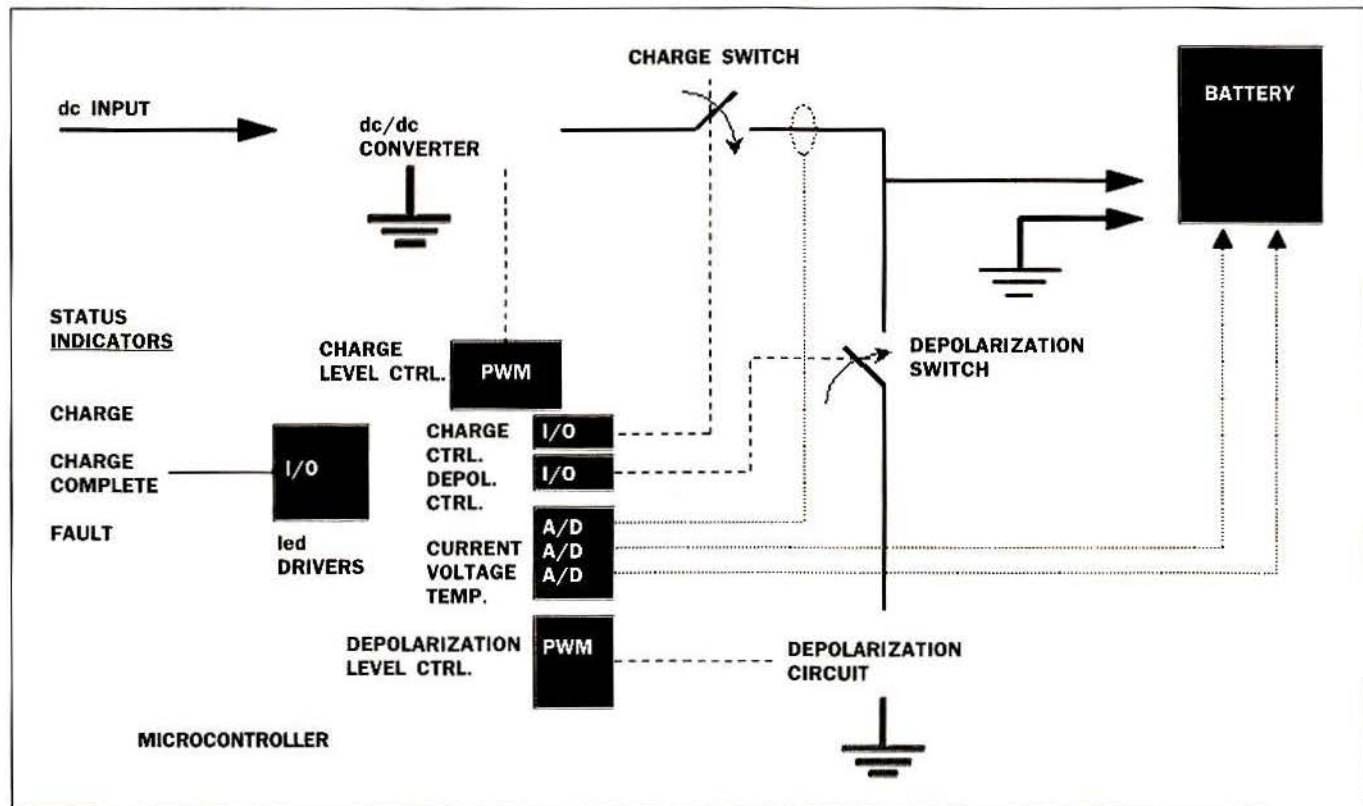 CHARGE SWITCH
dc INPUT
dc/dc
CONVERTER
BATTERY
STATUS
INDICATORS
CHARGE
LEVEL CTRL.
PWM
DEPOLARIZATION
SWITCH
CHARGE
CHARGE
COMPLETE
FAULT
I/O
led
DRIVERS
CHARGE
CTRL.
DEPOL.
CTRL.
I/O
I/O
CURRENT
VOLTAGE
TEMP.
A/D
A/D
A/D
DEPOLARIZATION
LEVEL CTRL.
PWM
DEPOLARIZATION
CIRCUIT
MICROCONTROLLER